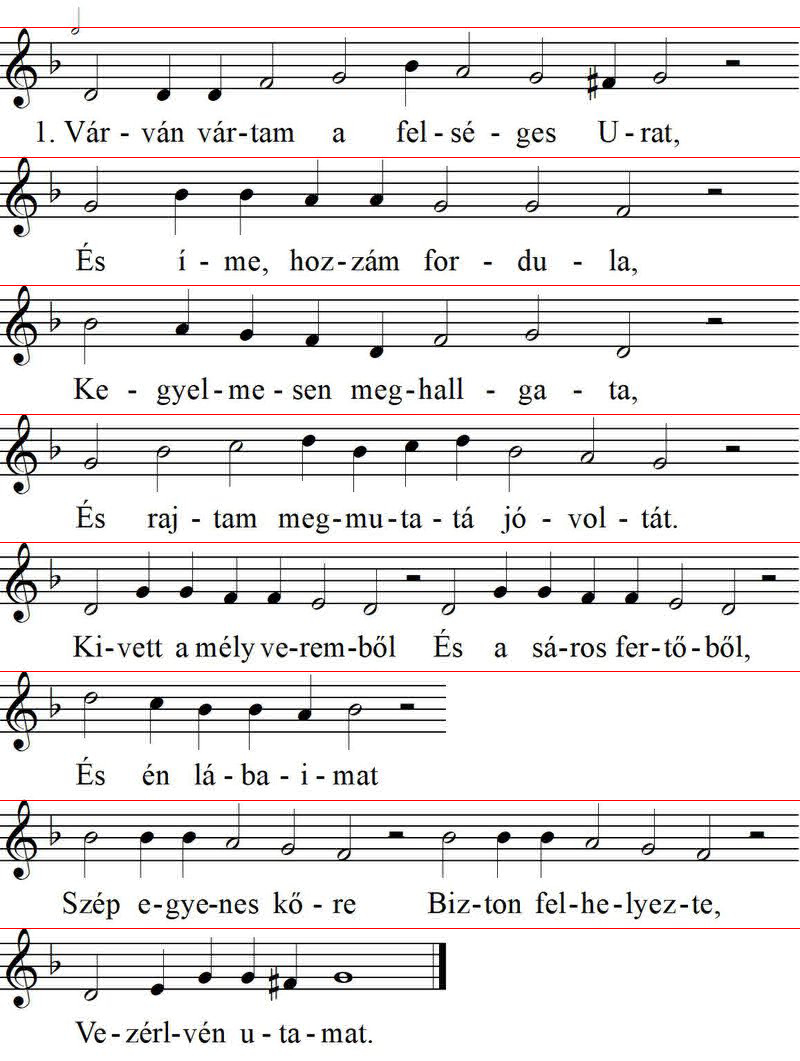 1. Vár - ván vár-tam a fel - sé - ges U - rat,
És í - me, hoz-zám for - du - la,
Ke - gyel-me - sen meg-hall - ga - ta,
És raj - tam meg-mu-ta-tá jó - vol - tát.
Ki-vett a mély ve-rem-ből És a sá-ros fer-tő-ből,
És én lá - ba - i - mat
Szép e-gye-nes kő - re Biz-ton fel-he-lyez-te,
Ve-zérl-vén u - ta - mat.